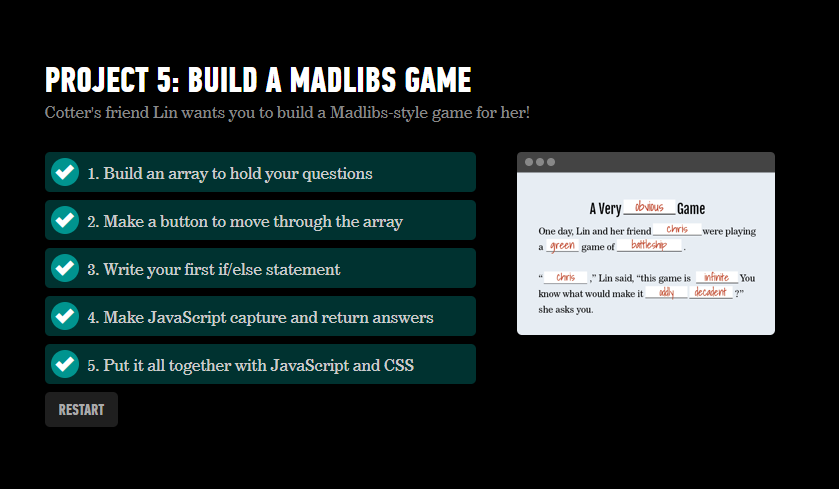 PROJECT 5: BUILD A MADLIBS GAME
Cotter's friend Lin wants you to build a Madlibs-style game for her!
1. Build an array to hold your questions
2. Make a button to move through the array
3. Write your first if/else statement
4. Make JavaScript capture and return answers
5. Put it all together with JavaScript and CSS
RESTART
A Very obvious Game
One day, Lin and her friend chris were playing
a green game of battleship .
“ chris ,” Lin said, “this game is infinite You
know what would make it oddly decadent ?”
she asks you.